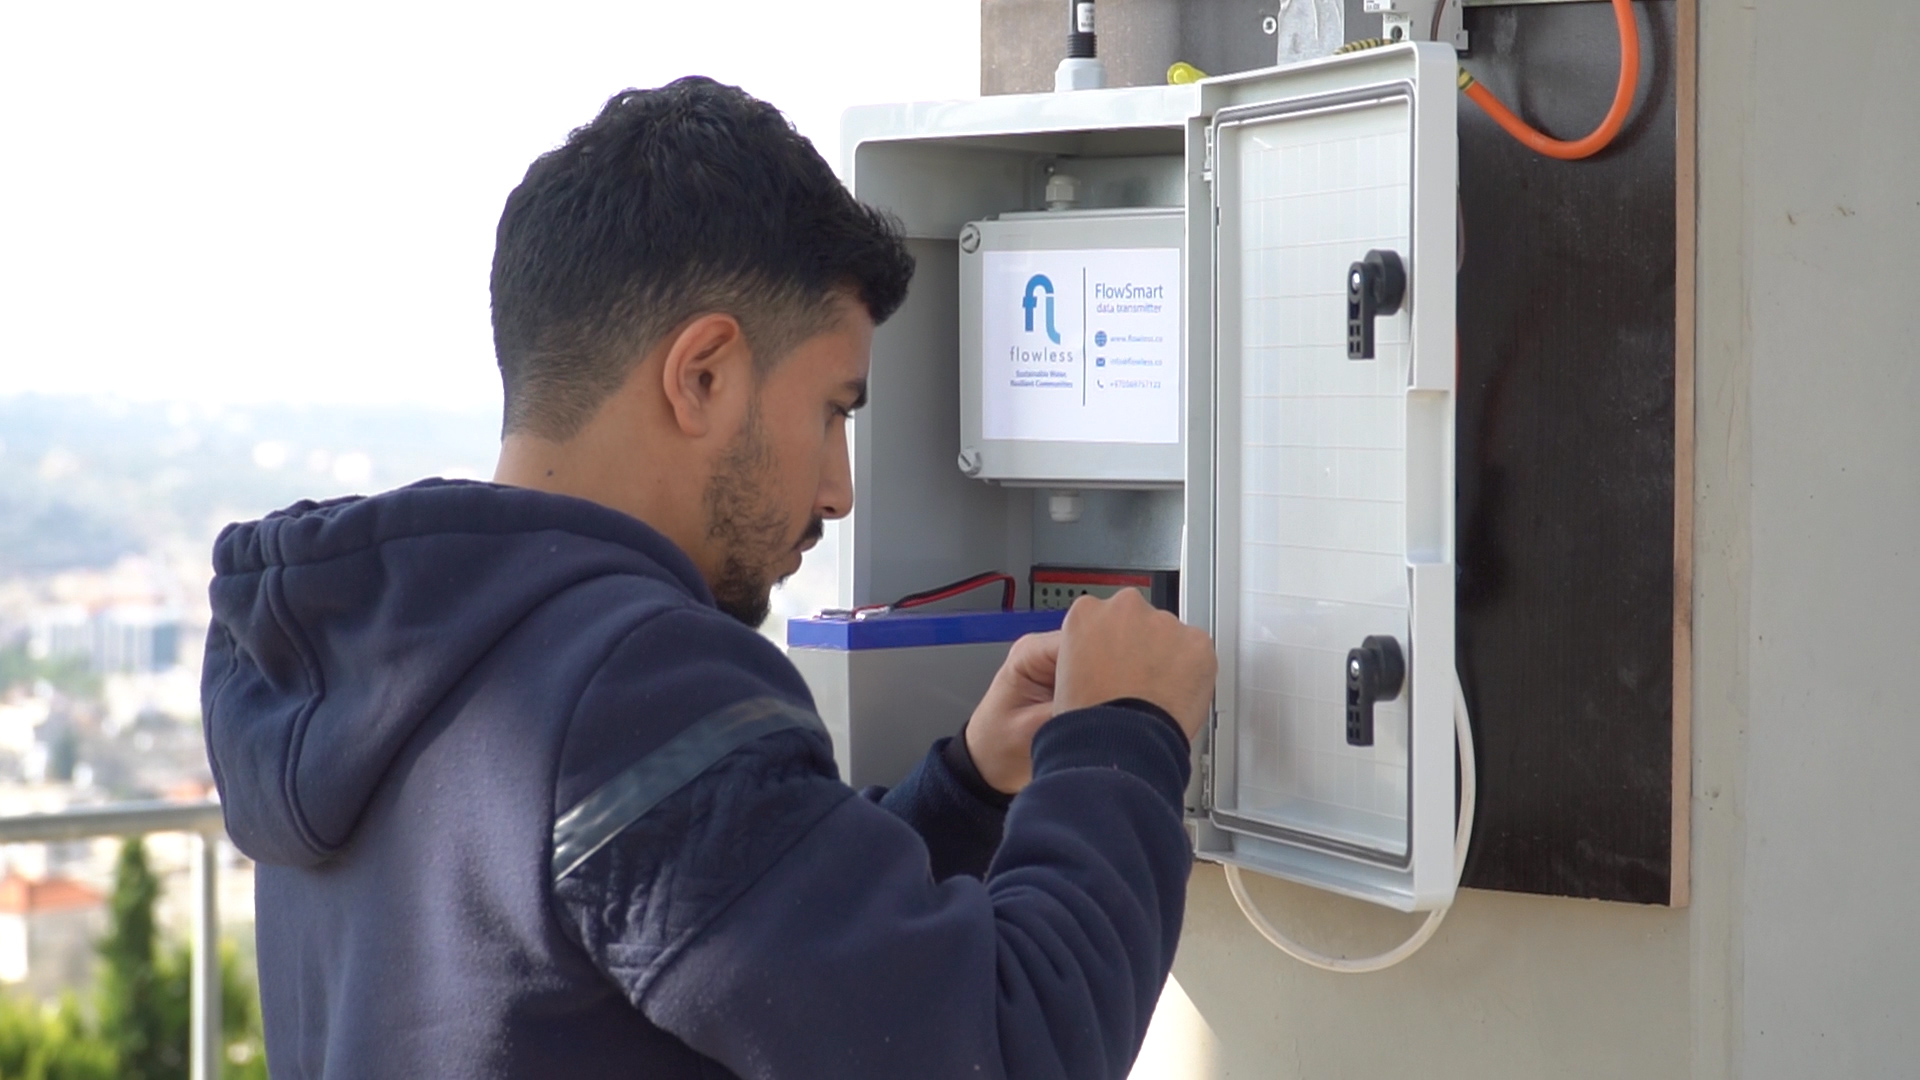 fl
flowless
Sustainable Water,
Resilient Communities
FlowSmart
data transmitter
www.flowless.co
info@flowless.co